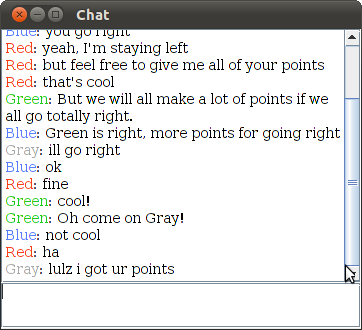 Chat
Blue: you go right
Red: yeah, I'm staying left
Red: but feel free to give me all of your points
Red: that's cool
Green: But we will all make a lot of points if we
all go totally right.
Blue: Green is right, more points for going right
Gray: ill go right
Blue: ok
Red: fine
Green: cool!
Green: Oh come on Gray!
Blue: not cool
Red: ha
Gray: lulz i got ur points